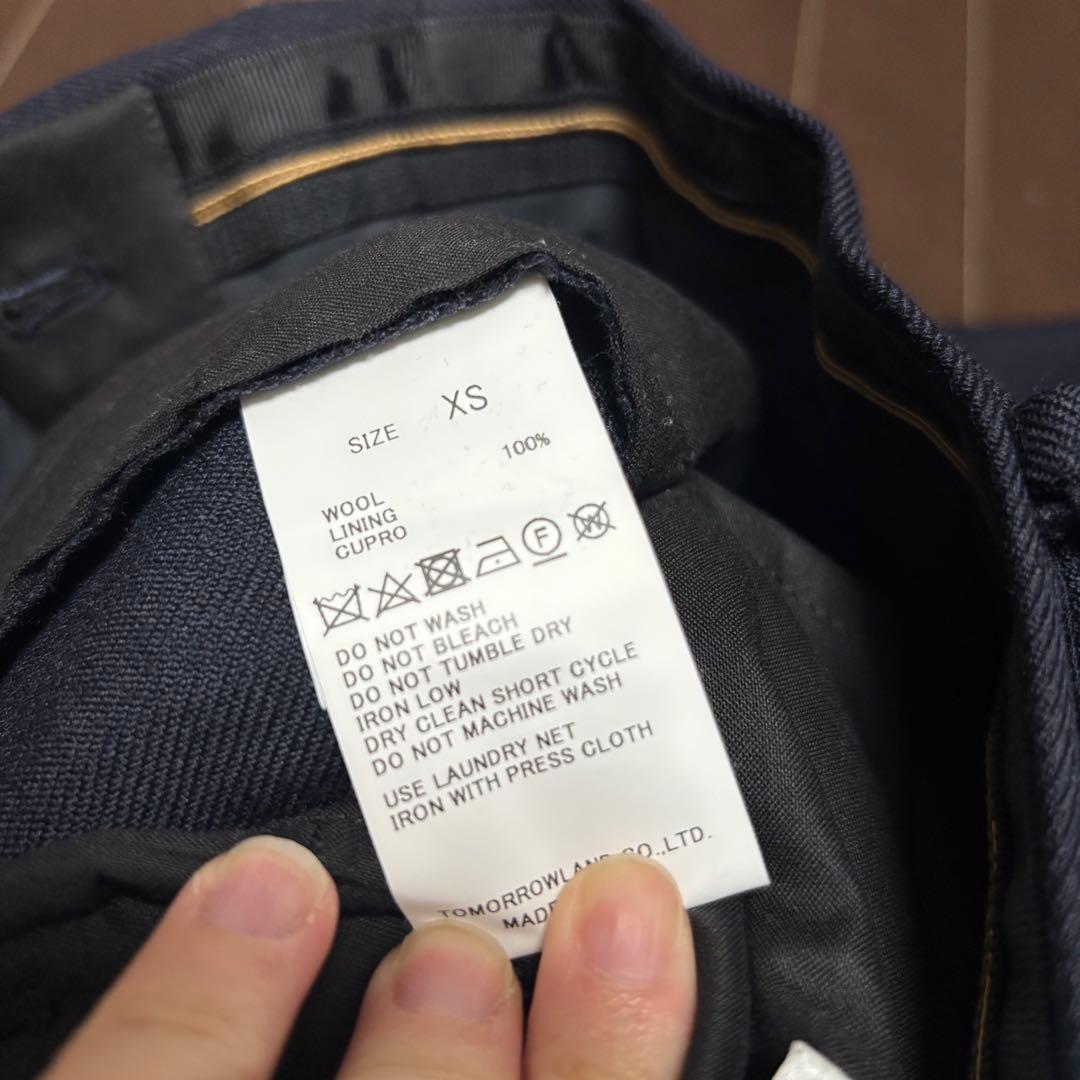 SIZE XS
100%
WOOL
LINING
CUPRO
F W
DO NOT WASH
DO NOT BLEACH
DO NOT TUMBLE DRY
IRON LOW
DRY CLEAN SHORT CYCLE
DO NOT MACHINE WASH
USE LAUNDRY NET
IRON WITH PRESS CLOTH
CO.,LTD.